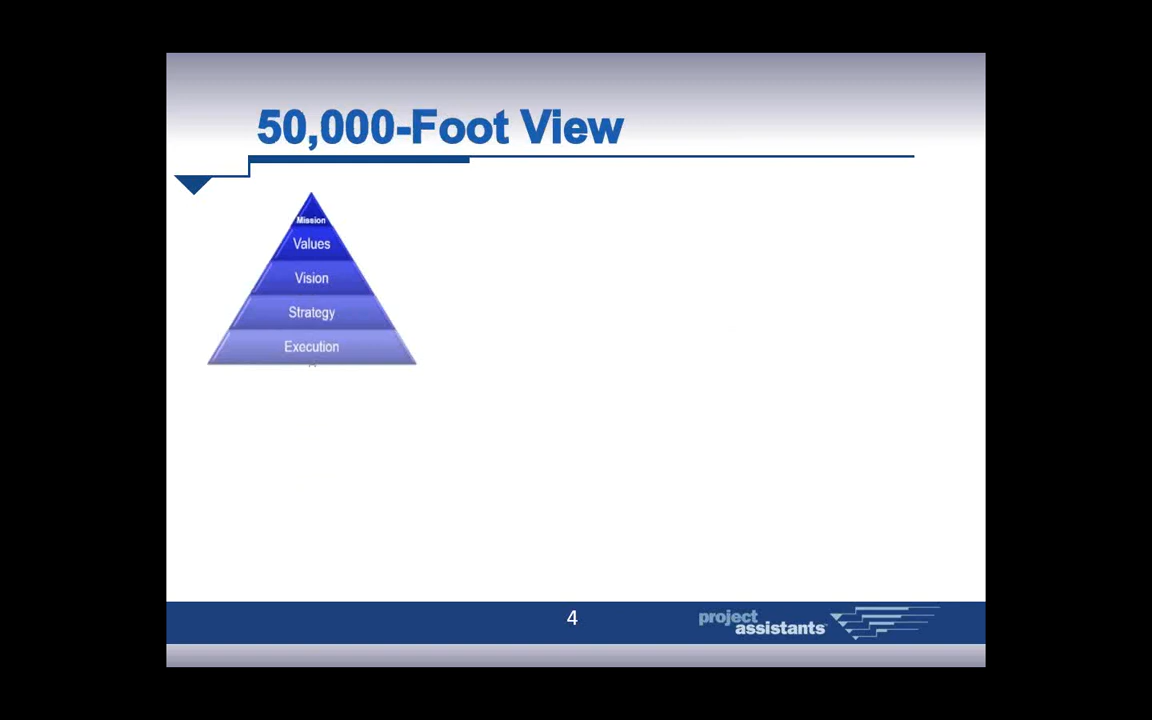 50,000-Foot View
Mission
Values
Vision
Strategy
Execution
4
project
assistants